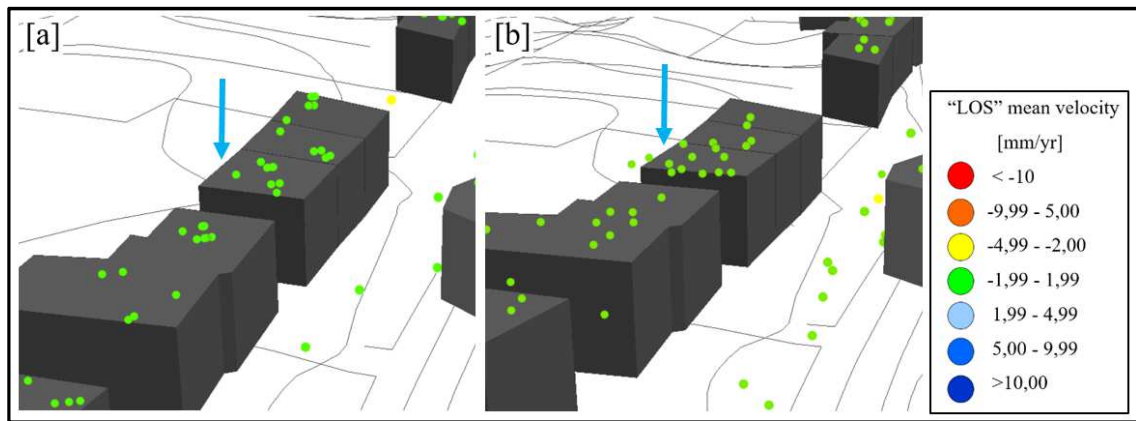 [a]
[b]
“LOS” mean velocity
[mm/yr]
< -10
-9,99 - 5,00
-4,99 - -2,00
-1,99 - 1,99
1,99 - 4,99
5,00 - 9,99
>10,00